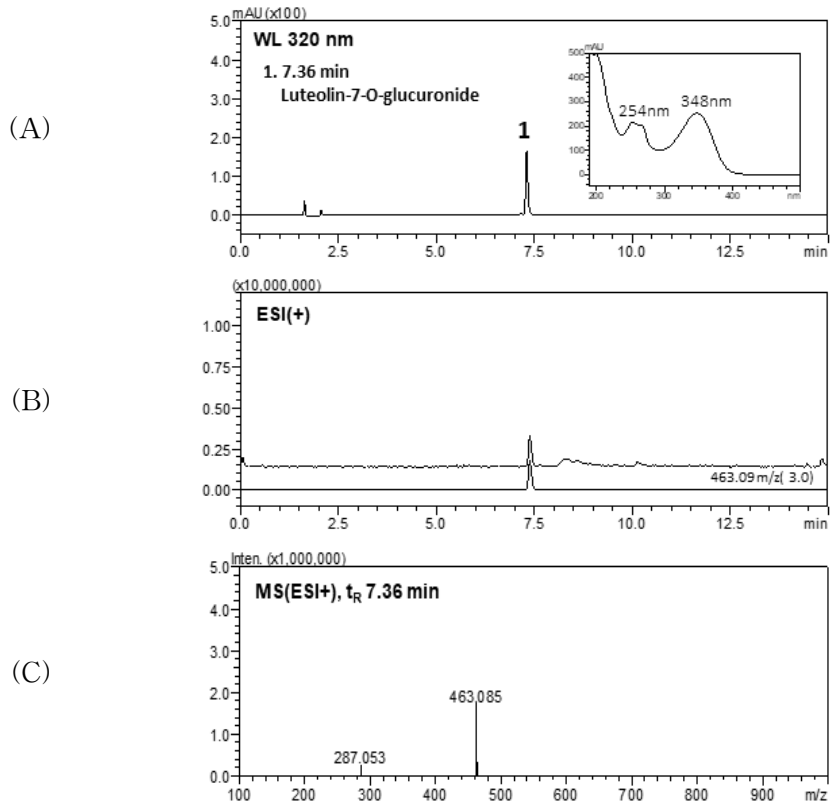 mAU(x100)
5.0
4.0
3.0
2.0
1.0
0.0
WL 320 nm
1. 7.36 min
Luteolin-7-O-glucuronide
1
mAU
500
400
300
200
100
0
254nm
348nm
200
300
400
nm
0.0 2.5 5.0 7.5 10.0 12.5 min
(A)
(x10,000,000)
ESI(+)
1.00
0.75
0.50
0.25
0.00
463.09 m/z( 3.0)
0.0 2.5 5.0 7.5 10.0 12.5 min
(B)
Inten. (x1,000,000)
5.0
4.0
3.0
2.0
1.0
0.0
MS(ESI+), tR 7.36 min
463.085
287.053
100 200 300 400 500 600 700 800 900 m/z
(C)